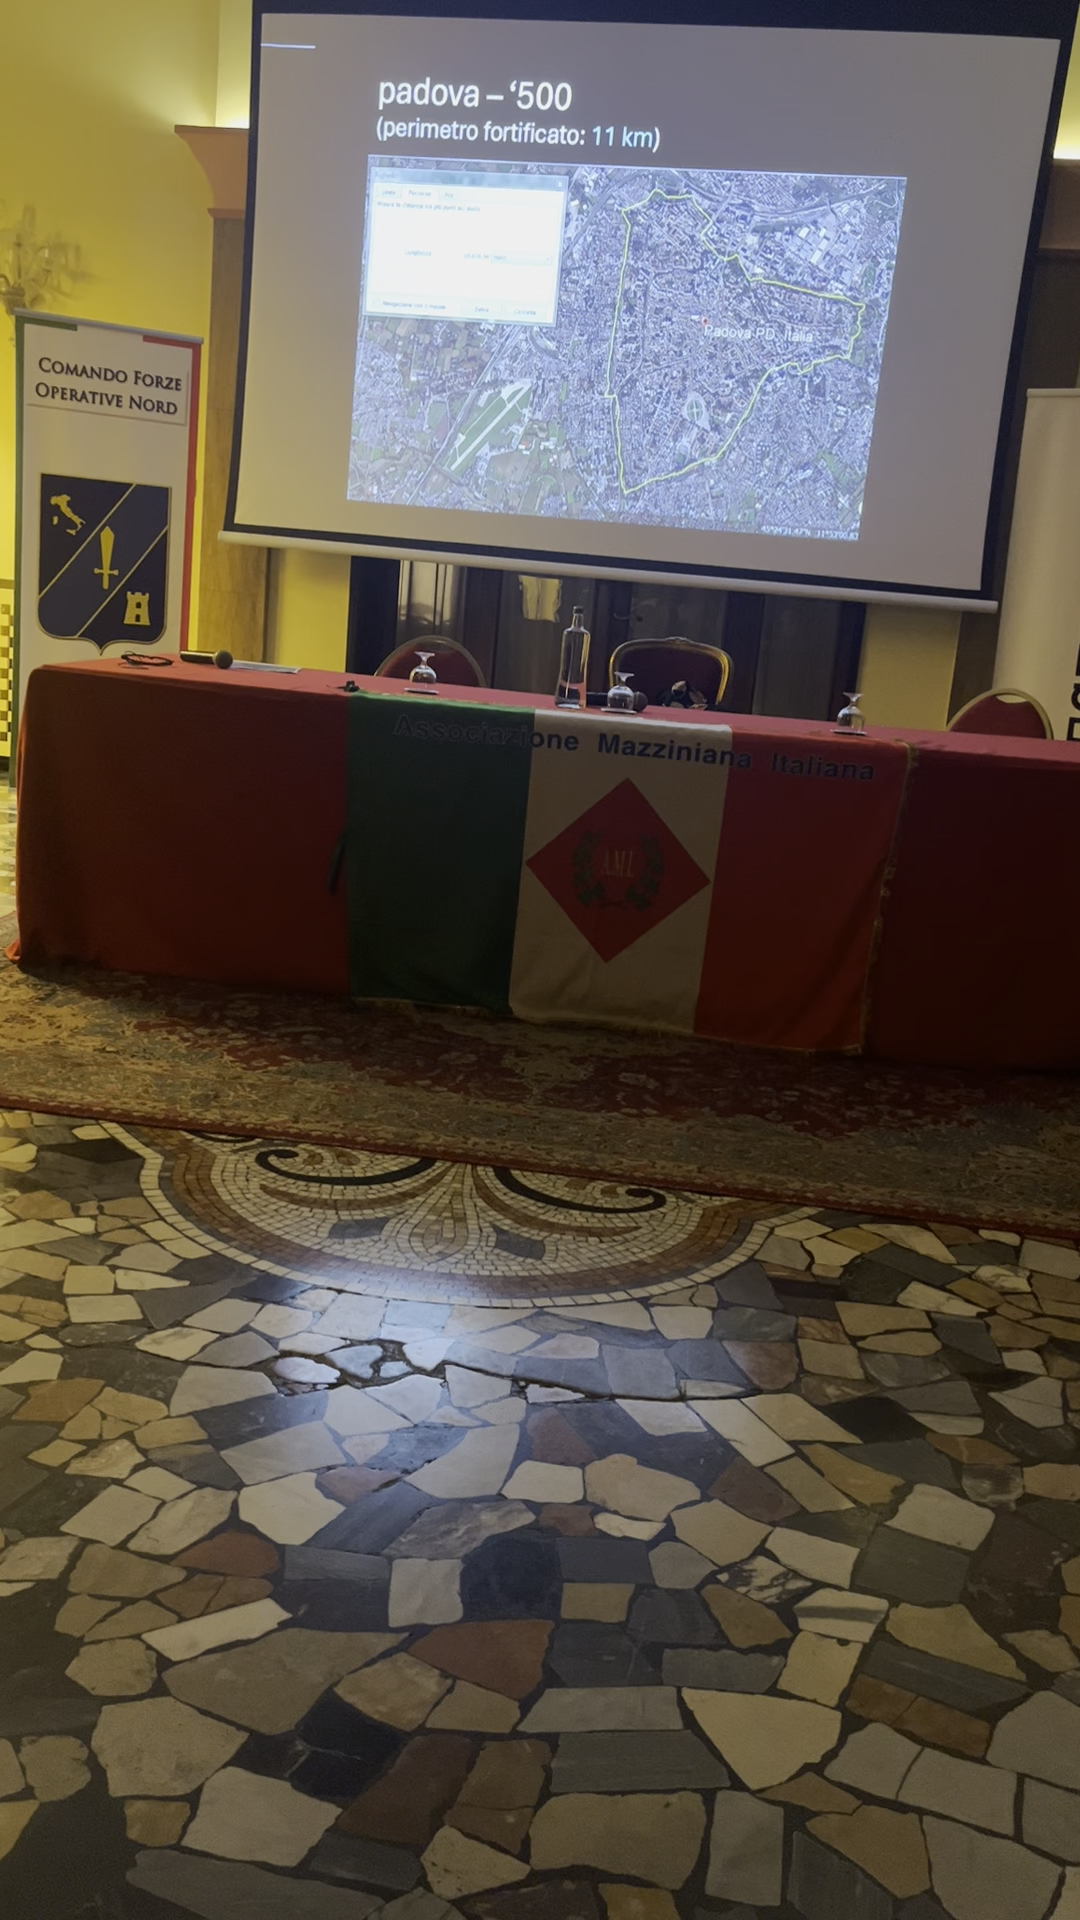 padova – ‘500
(perimetro fortificato: 11 km)
Padova PD, Italia
COMANDO FORZE
OPERATIVE NORD
Associazione Mazziniana Italiana
A.M.I.